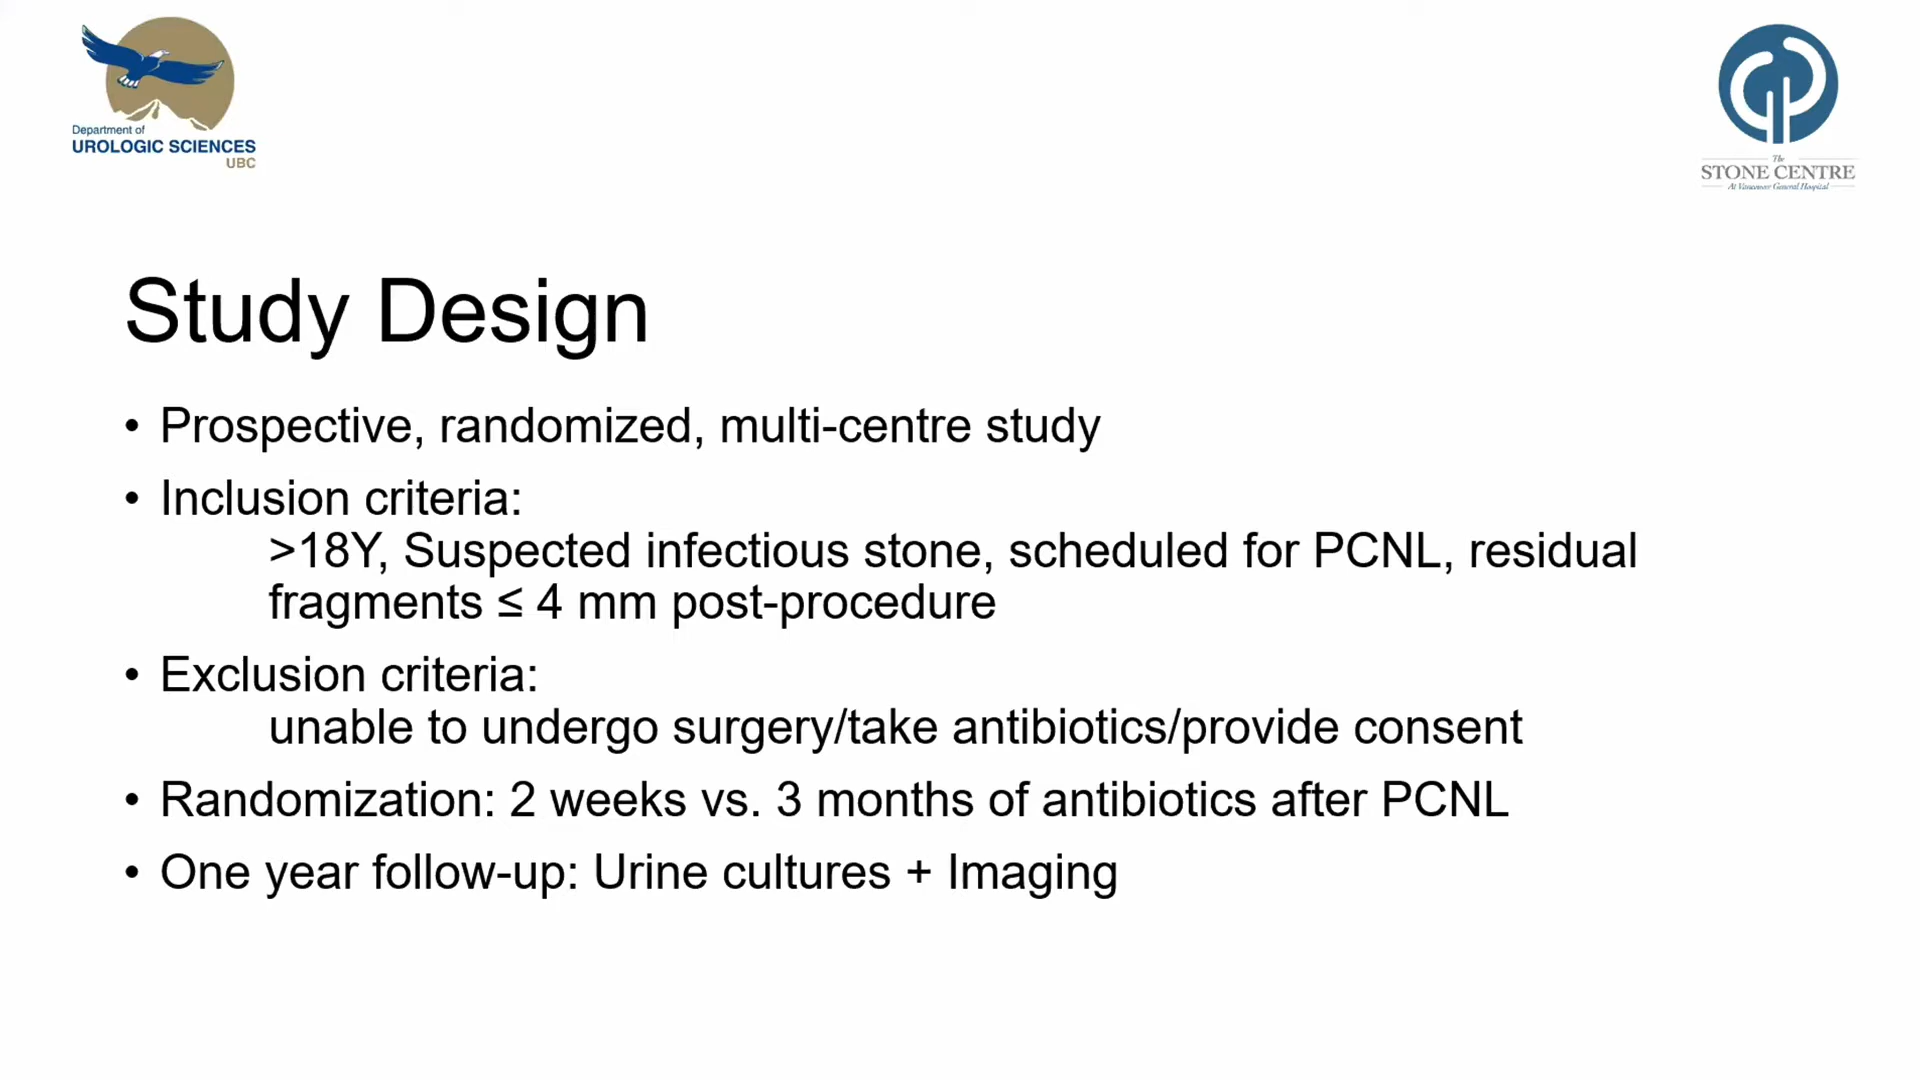 Department of
UROLOGIC SCIENCES
UBC
The
STONE CENTRE
At Vancouver General Hospital
Study Design
• Prospective, randomized, multi-centre study
• Inclusion criteria:
>18Y, Suspected infectious stone, scheduled for PCNL, residual
fragments ≤ 4 mm post-procedure
• Exclusion criteria:
unable to undergo surgery/take antibiotics/provide consent
• Randomization: 2 weeks vs. 3 months of antibiotics after PCNL
• One year follow-up: Urine cultures + Imaging